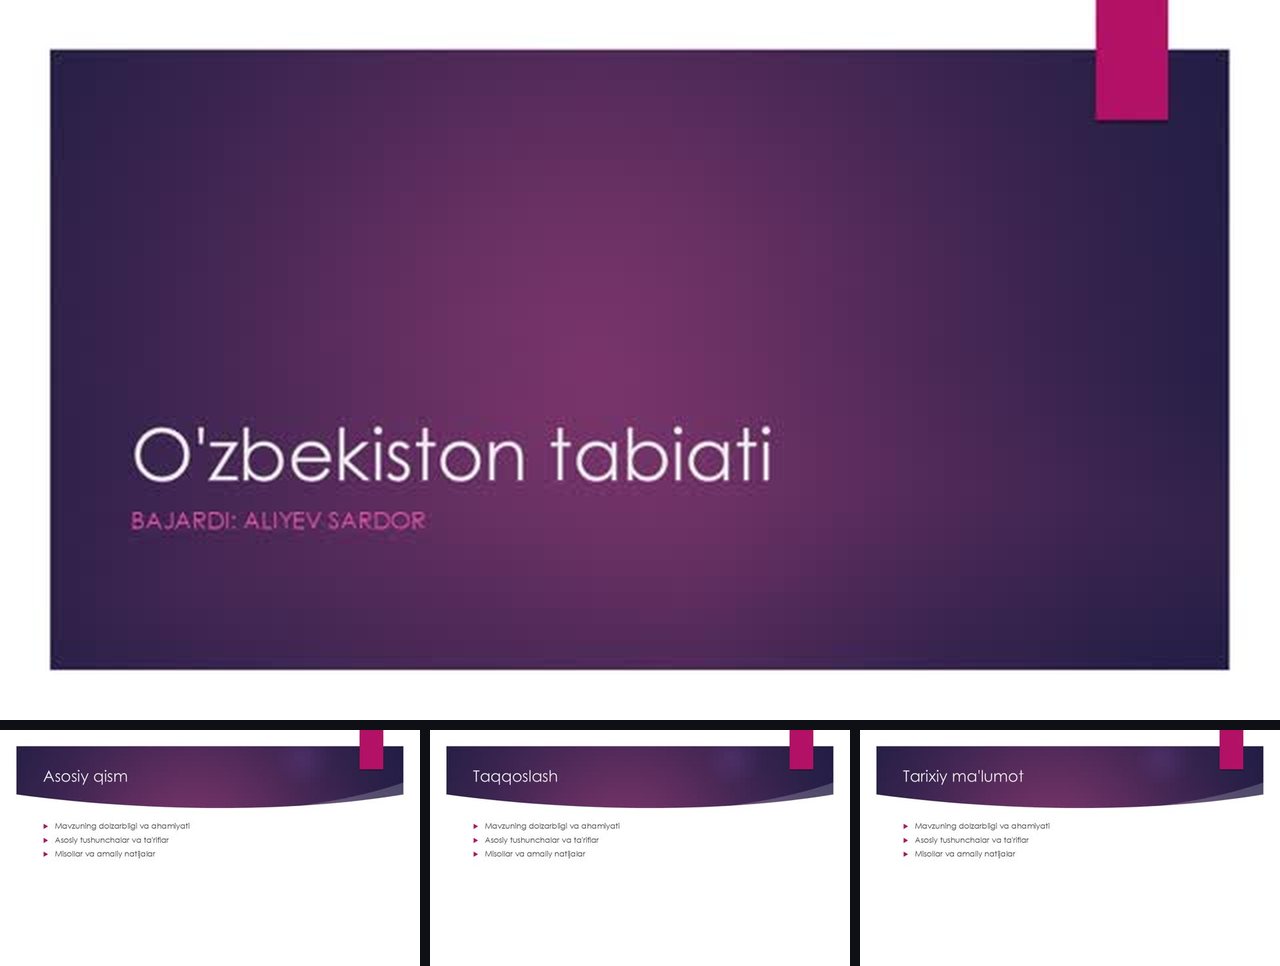 O'zbekiston tabiati
BAJARDI: ALIYEV SARDOR
Asosiy qism
Mavzuning dolzarbligi va ahamiyati
Asosiy tushunchalar va ta'riflar
Misollar va amaliy natijalar
Taqqoslash
Mavzuning dolzarbligi va ahamiyati
Asosiy tushunchalar va ta'riflar
Misollar va amaliy natijalar
Tarixiy ma'lumot
Mavzuning dolzarbligi va ahamiyati
Asosiy tushunchalar va ta'riflar
Misollar va amaliy natijalar